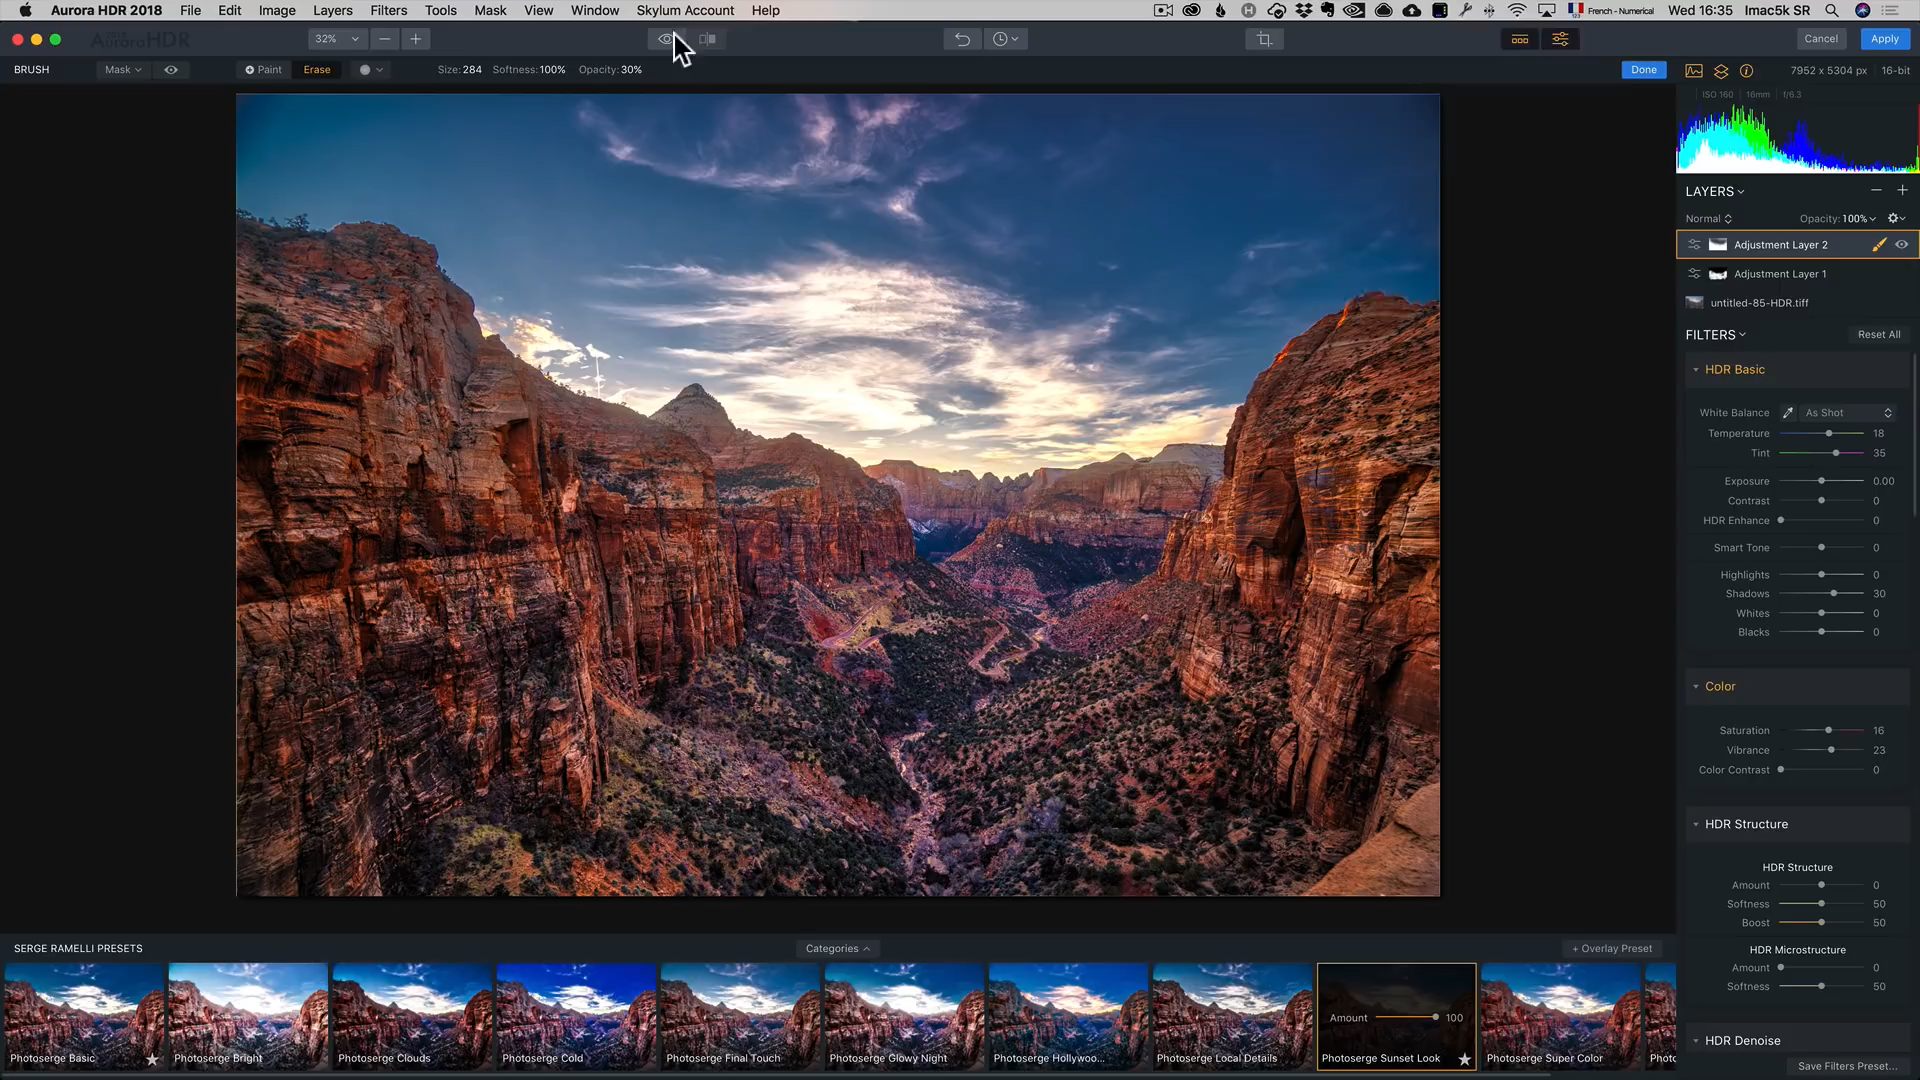 Aurora HDR 2018 File Edit Image Layers Filters Tools Mask View Window Skylum Account Help French - Numerical Wed 16:35 Imac5k SR
AuroraHDR 32% Cancel Apply
BRUSH Mask Paint Erase Size: 284 Softness: 100% Opacity: 30% Done 7952 x 5304 px 16-bit
ISO 160 16mm f/6.3
LAYERS
Normal Opacity: 100%
Adjustment Layer 2
Adjustment Layer 1
untitled-85-HDR.tiff
FILTERS Reset All
HDR Basic
White Balance As Shot
Temperature 18
Tint 35
Exposure 0.00
Contrast 0
HDR Enhance 0
Smart Tone 0
Highlights 0
Shadows 30
Whites 0
Blacks 0
Color
Saturation 16
Vibrance 23
Color Contrast 0
HDR Structure
HDR Structure
Amount 0
Softness 50
Boost 50
HDR Microstructure
Amount 0
Softness 50
HDR Denoise
Save Filters Preset...
SERGE RAMELLI PRESETS Categories + Overlay Preset
Amount 100
Photoserge Basic Photoserge Bright Photoserge Clouds Photoserge Cold Photoserge Final Touch Photoserge Glowy Night Photoserge Hollywoo... Photoserge Local Details Photoserge Sunset Look Photoserge Super Color Photo